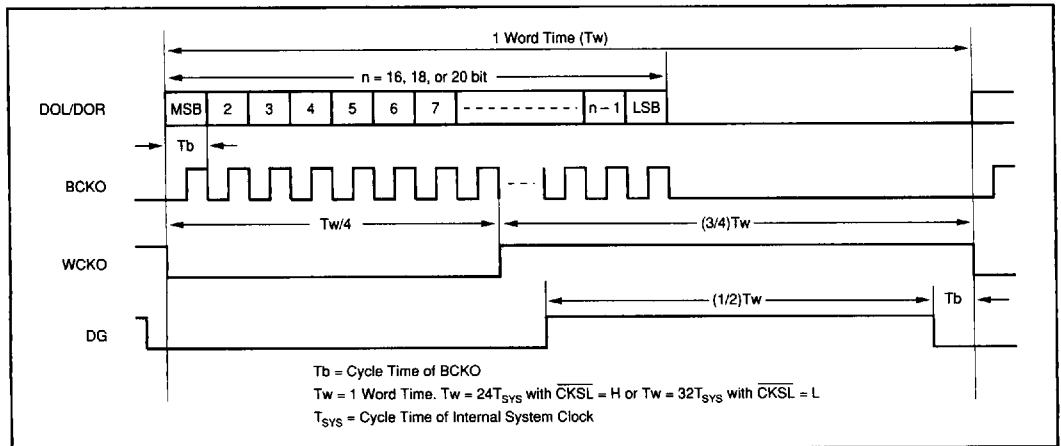 1 Word Time (Tw)
n = 16, 18, or 20 bit
DOL/DOR
MSB 2 3 4 5 6 7 n – 1 LSB
Tb
BCKO
Tw/4 (3/4)Tw
WCKO
(1/2)Tw Tb
DG
Tb = Cycle Time of BCKO
Tw = 1 Word Time. Tw = 24T_SYS with C̅K̅S̅L̅ = H or Tw = 32T_SYS with C̅K̅S̅L̅ = L
T_SYS = Cycle Time of Internal System Clock